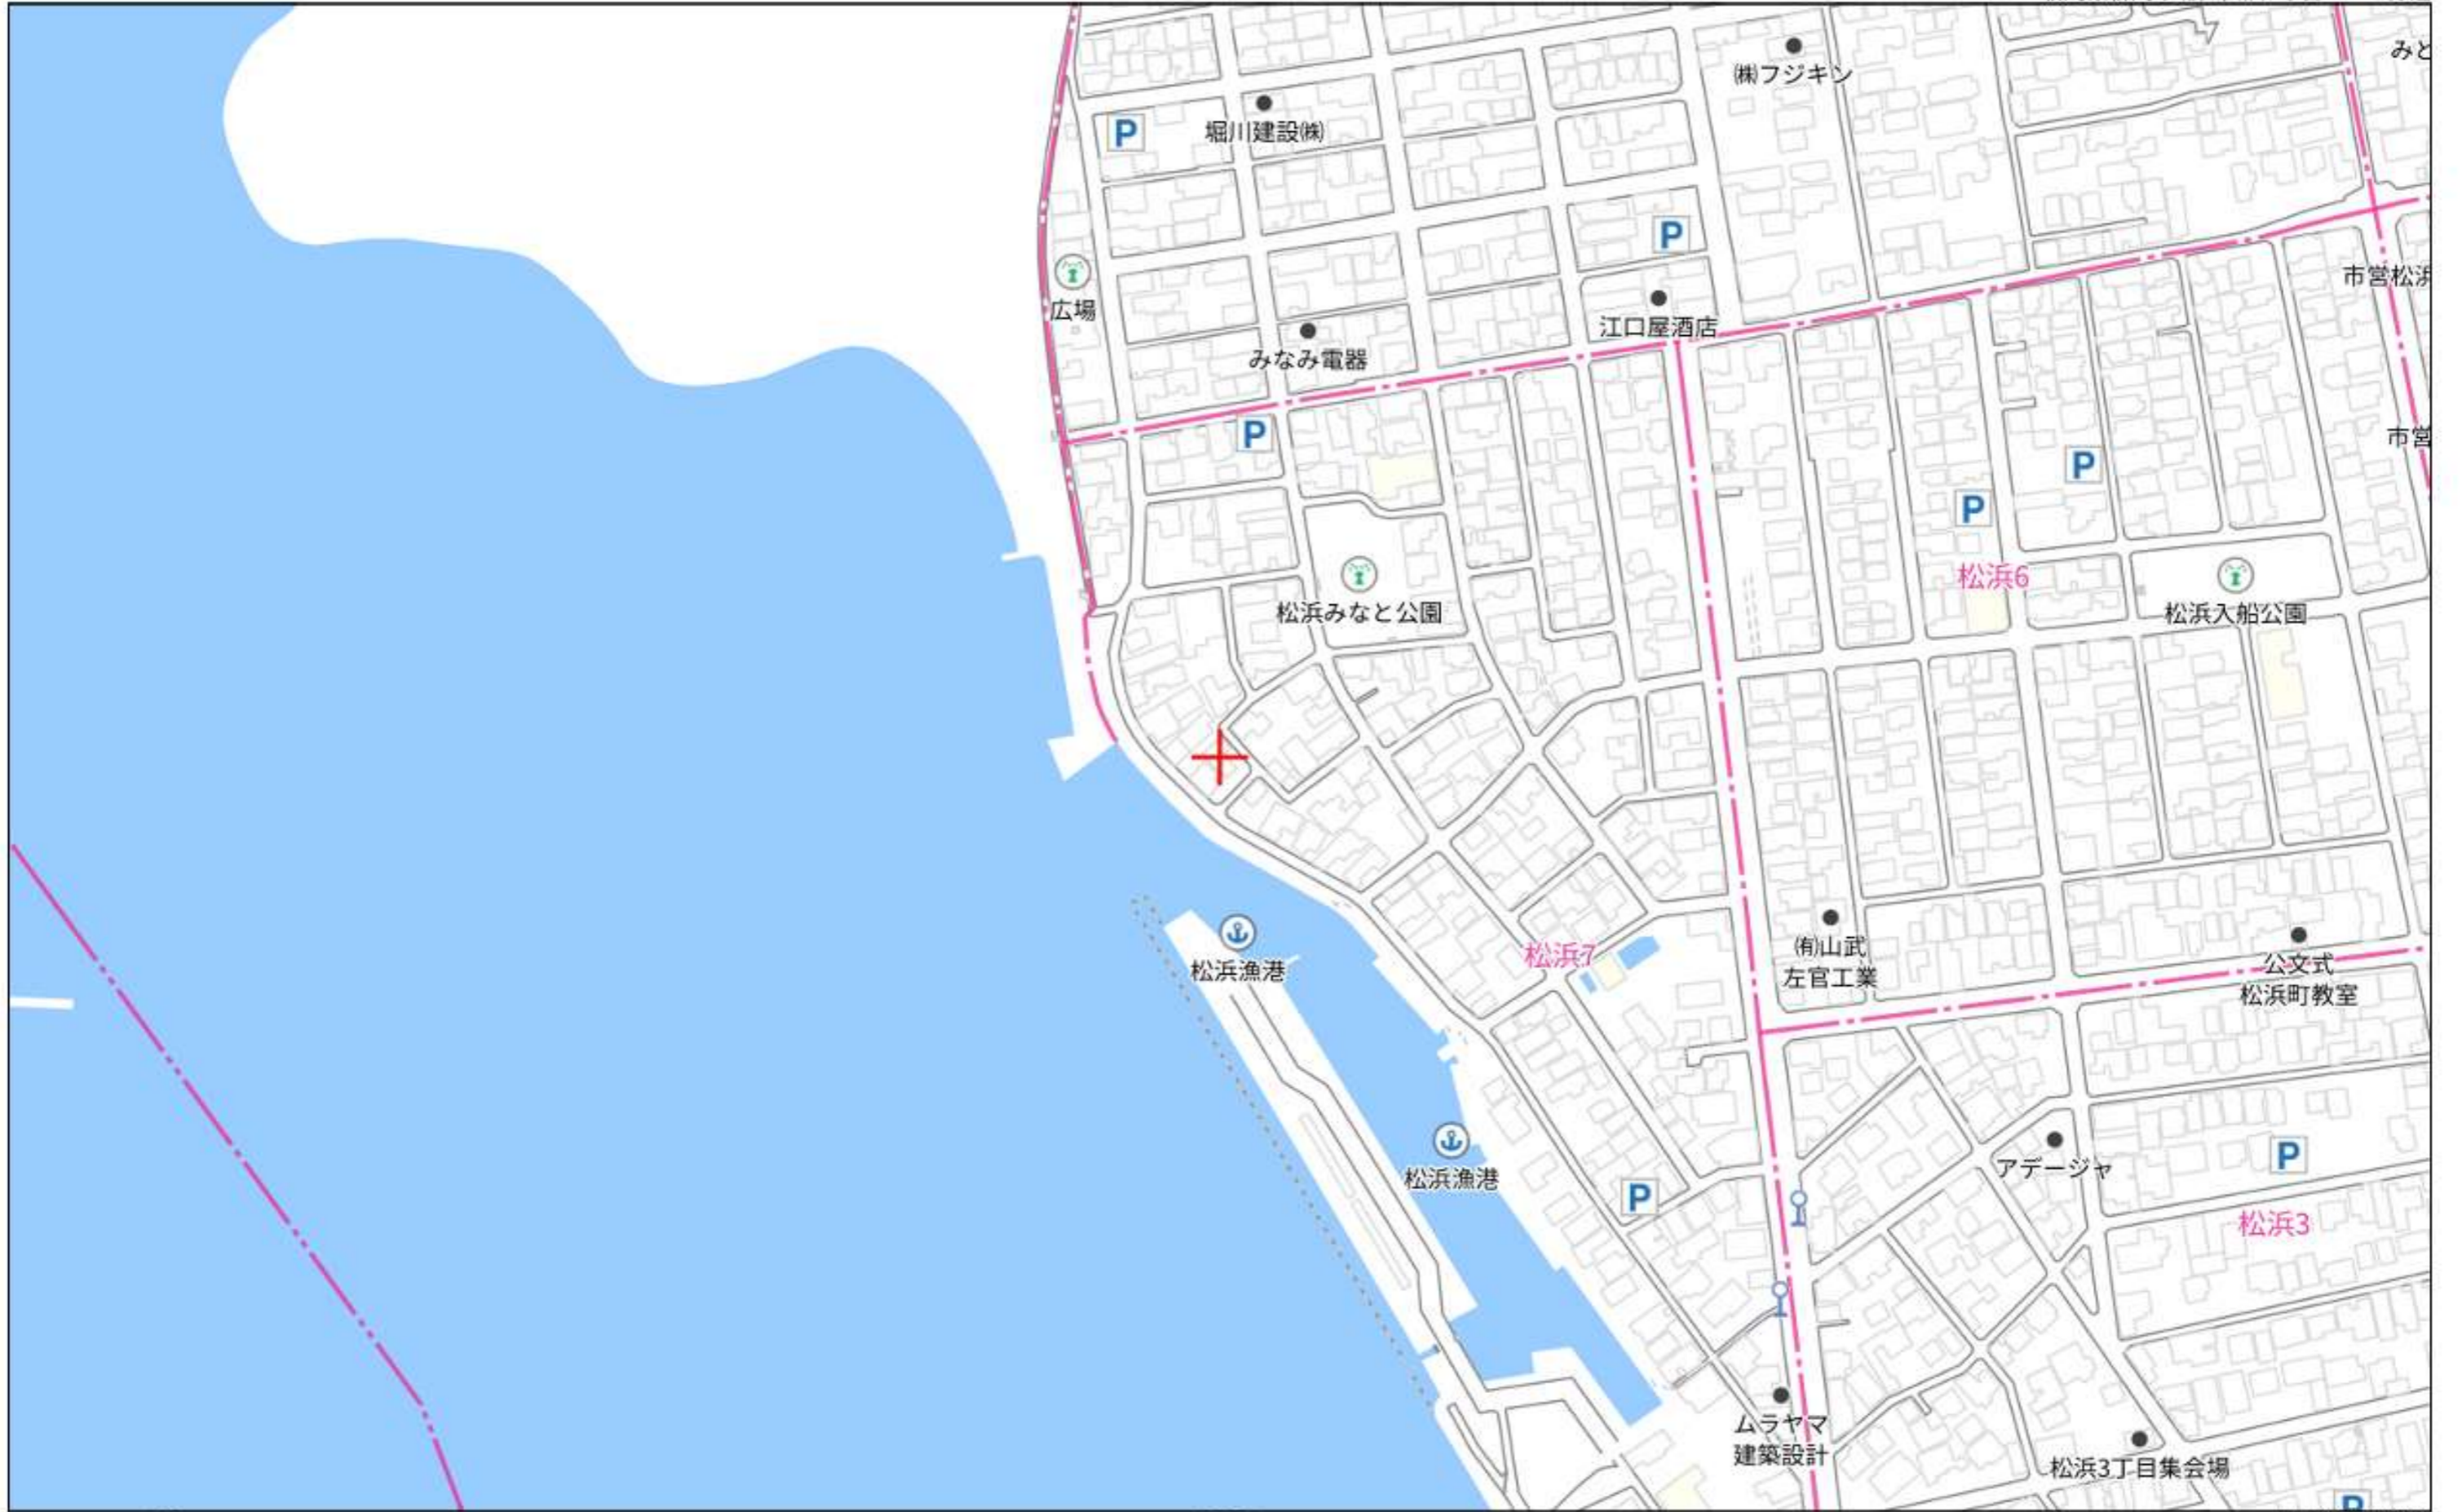 みと
㈱フジキン
P
堀川建設㈱
P
市営松浜
広場
江口屋酒店
みなみ電器
P
市営
P
P
松浜6
松浜みなと公園
松浜入船公園
松浜7
㈲山武
左官工業
公文式
松浜町教室
松浜漁港
アデージャ
P
松浜漁港
P
松浜3
ムラヤマ
建築設計
松浜3丁目集会場
P